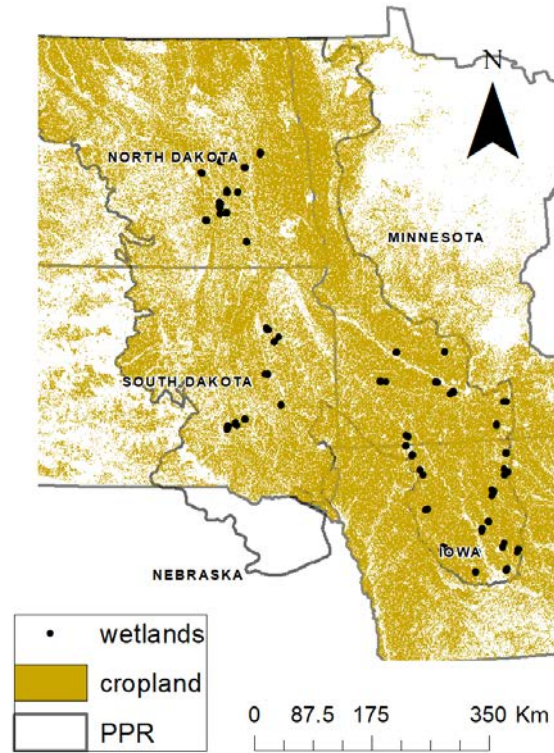 N
NORTH DAKOTA
MINNESOTA
SOUTH DAKOTA
IOWA
NEBRASKA
wetlands
cropland
PPR
0 87.5 175 350 Km